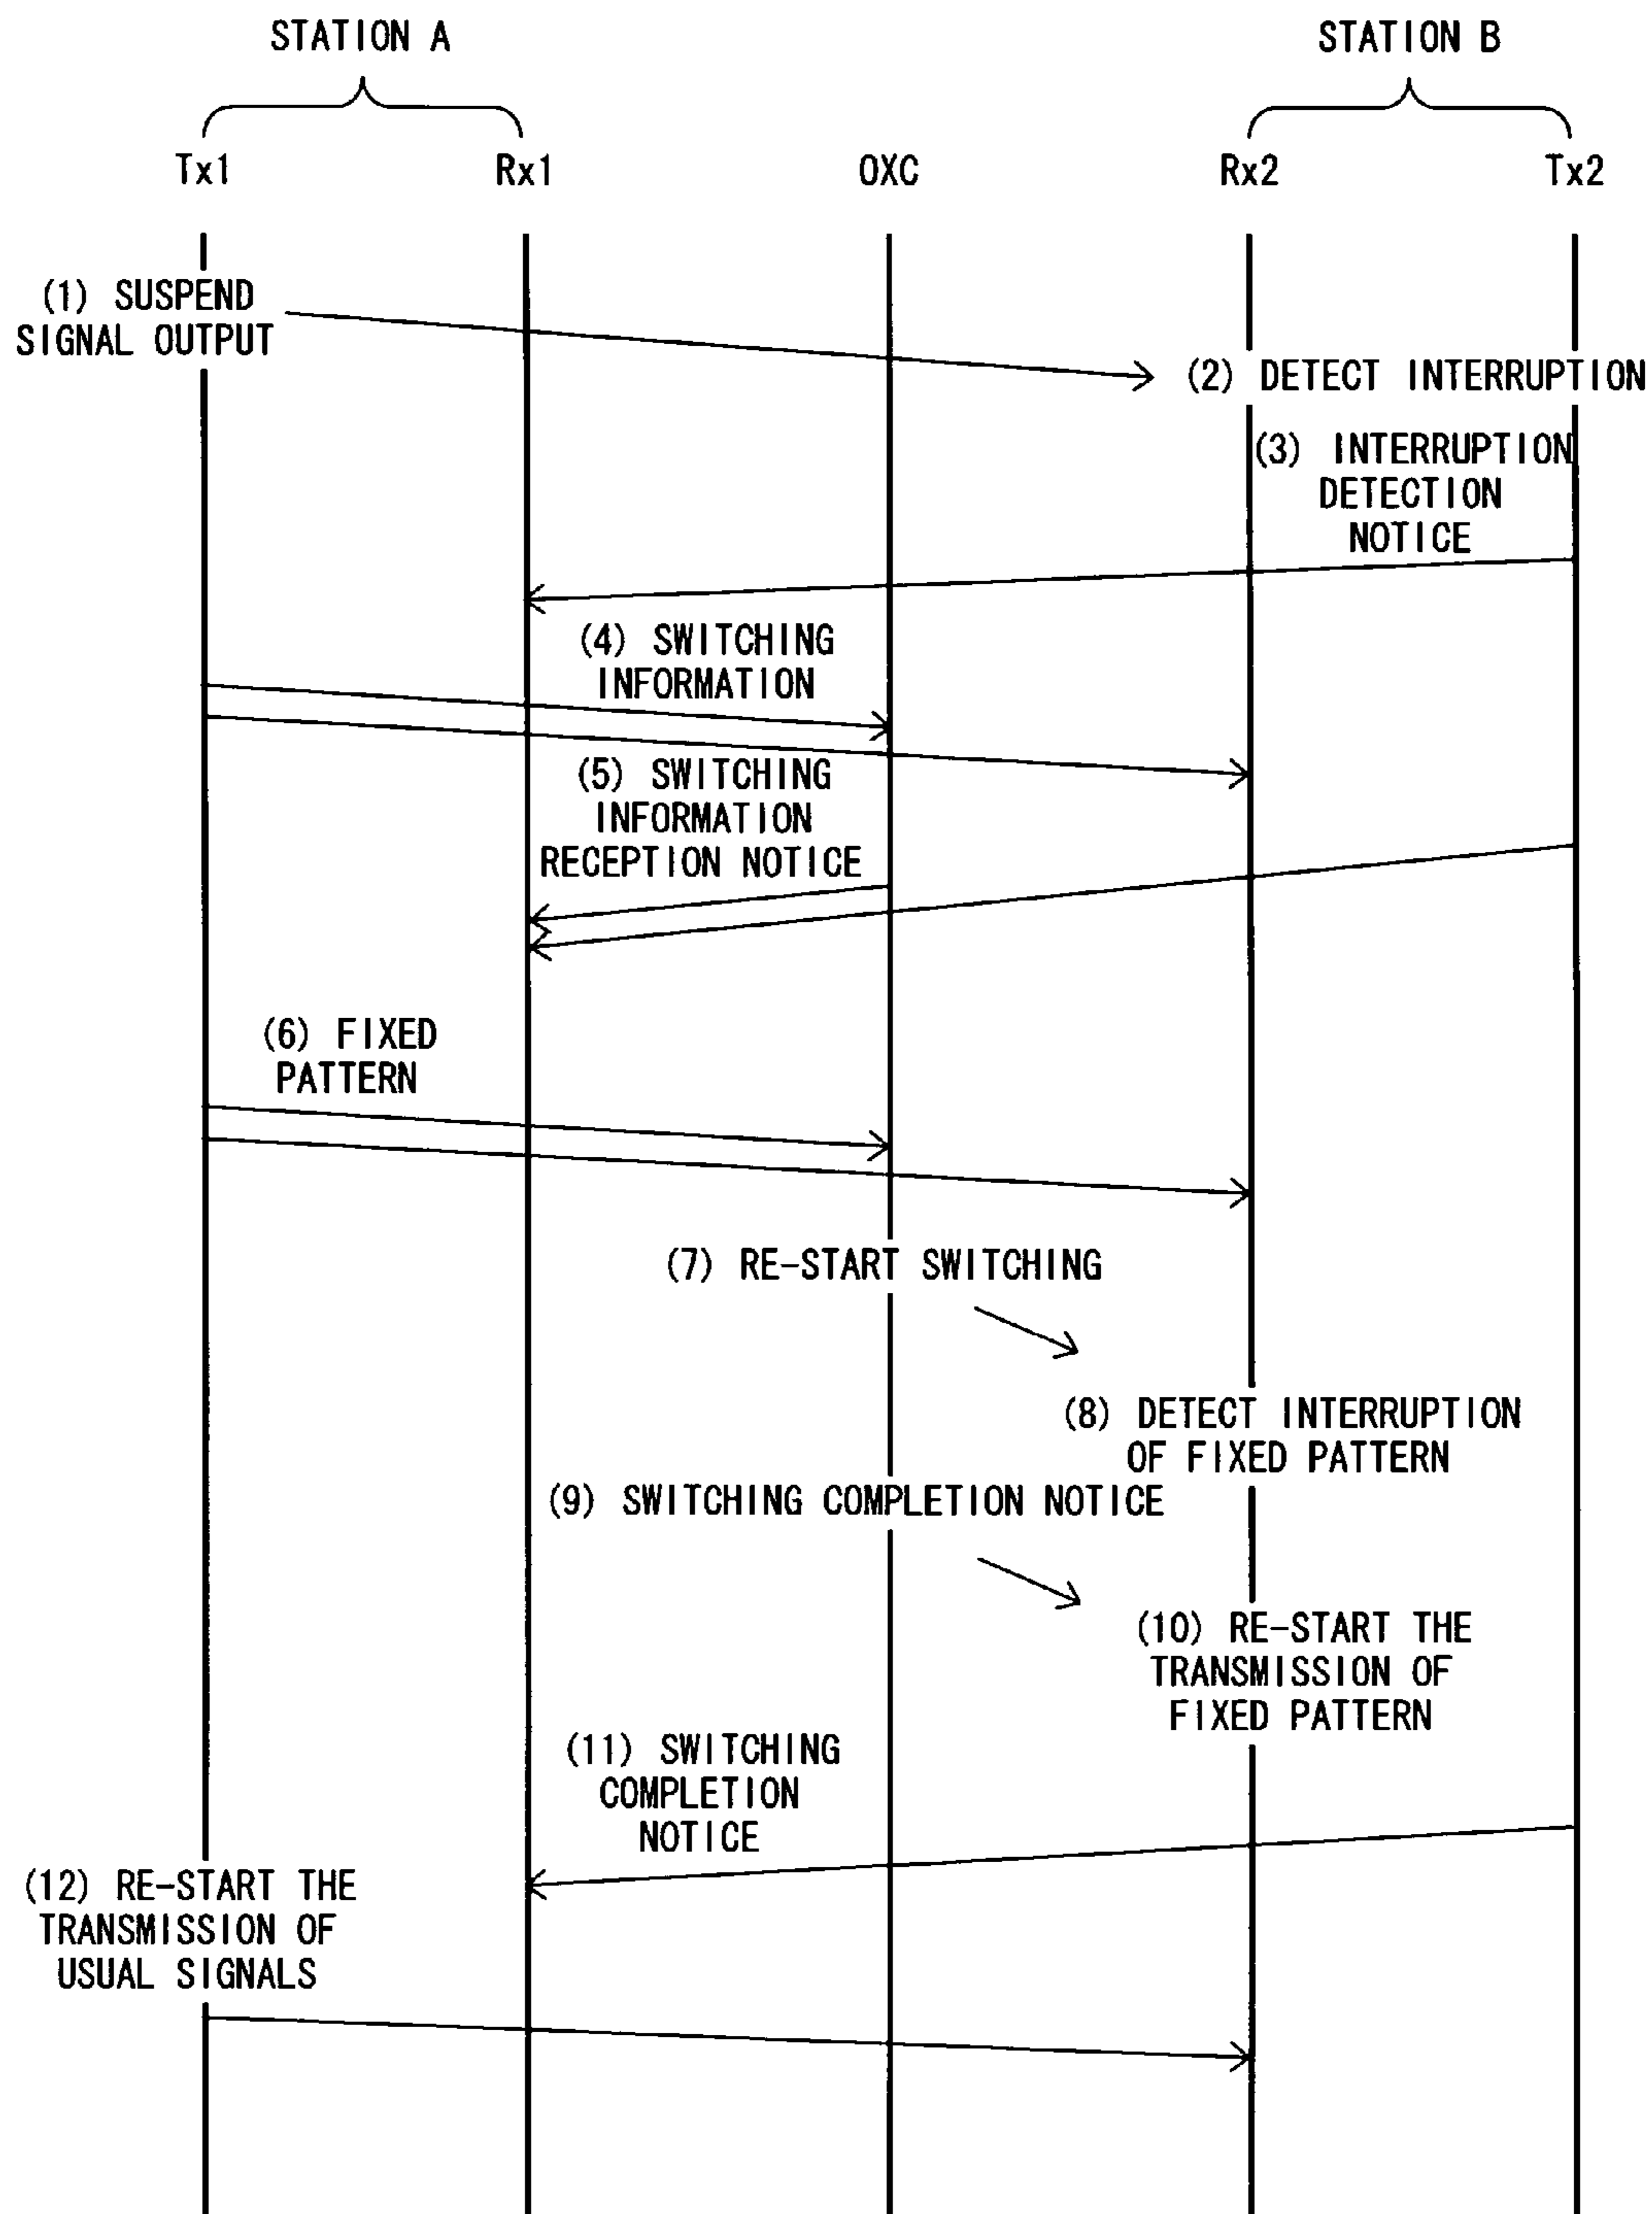 STATION A
STATION B
Tx1
Rx1
OXC
Rx2
Tx2
(1) SUSPEND
SIGNAL OUTPUT
(2) DETECT INTERRUPTION
(3) INTERRUPTION
DETECTION
NOTICE
(4) SWITCHING
INFORMATION
(5) SWITCHING
INFORMATION
RECEPTION NOTICE
(6) FIXED
PATTERN
(7) RE-START SWITCHING
(8) DETECT INTERRUPTION
OF FIXED PATTERN
(9) SWITCHING COMPLETION NOTICE
(10) RE-START THE
TRANSMISSION OF
FIXED PATTERN
(11) SWITCHING
COMPLETION
NOTICE
(12) RE-START THE
TRANSMISSION OF
USUAL SIGNALS